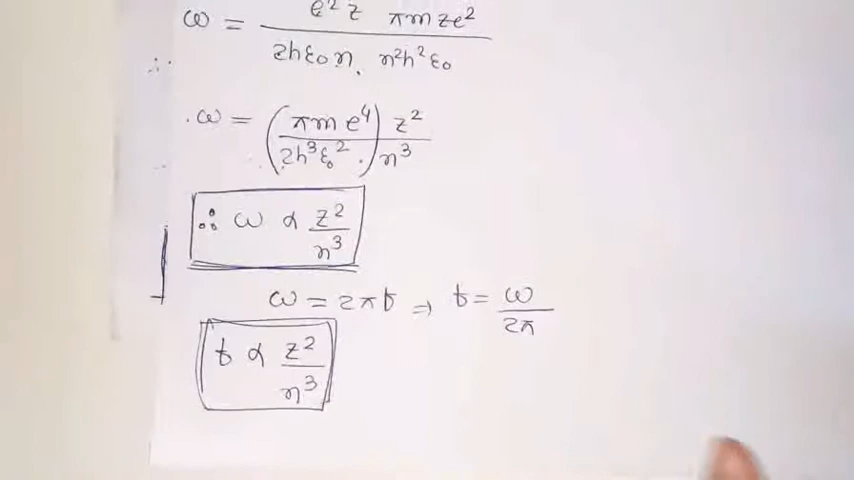 ω = e²z πmze² / 2hε₀n. n²h²ε₀
∴ ω = (πme⁴ / 2h³ε₀².) z² / n³
∴ ω ∝ z² / n³
ω = 2πf ⇒ f = ω / 2π
f ∝ z² / n³